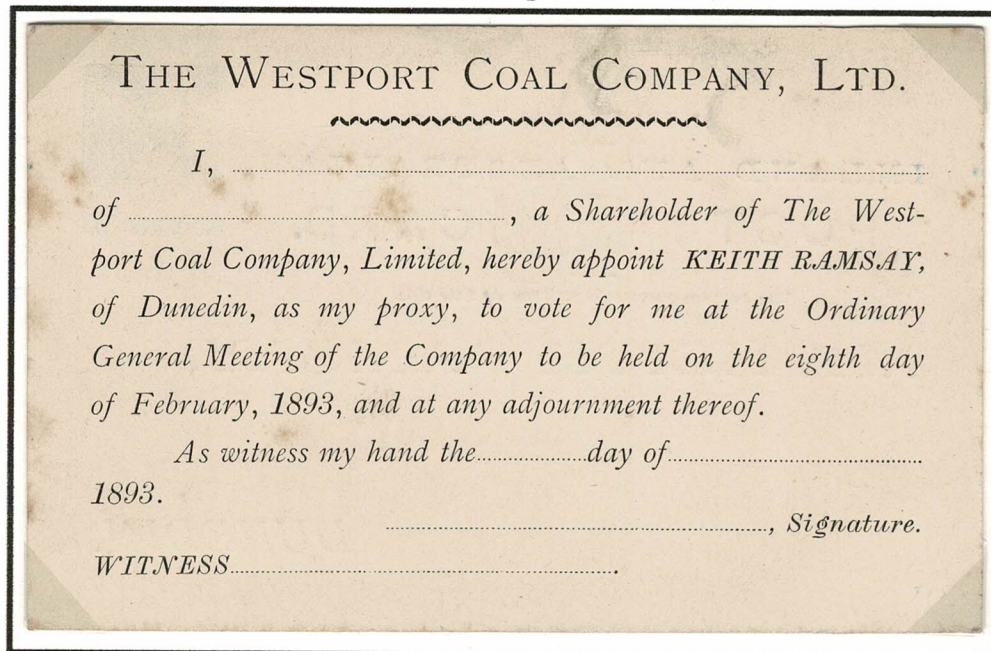 THE WESTPORT COAL COMPANY, LTD.
I, ........................................
of ........................................, a Shareholder of The West-
port Coal Company, Limited, hereby appoint KEITH RAMSAY,
of Dunedin, as my proxy, to vote for me at the Ordinary
General Meeting of the Company to be held on the eighth day
of February, 1893, and at any adjournment thereof.
As witness my hand the................day of................................
1893.
........................................, Signature.
WITNESS.........................................